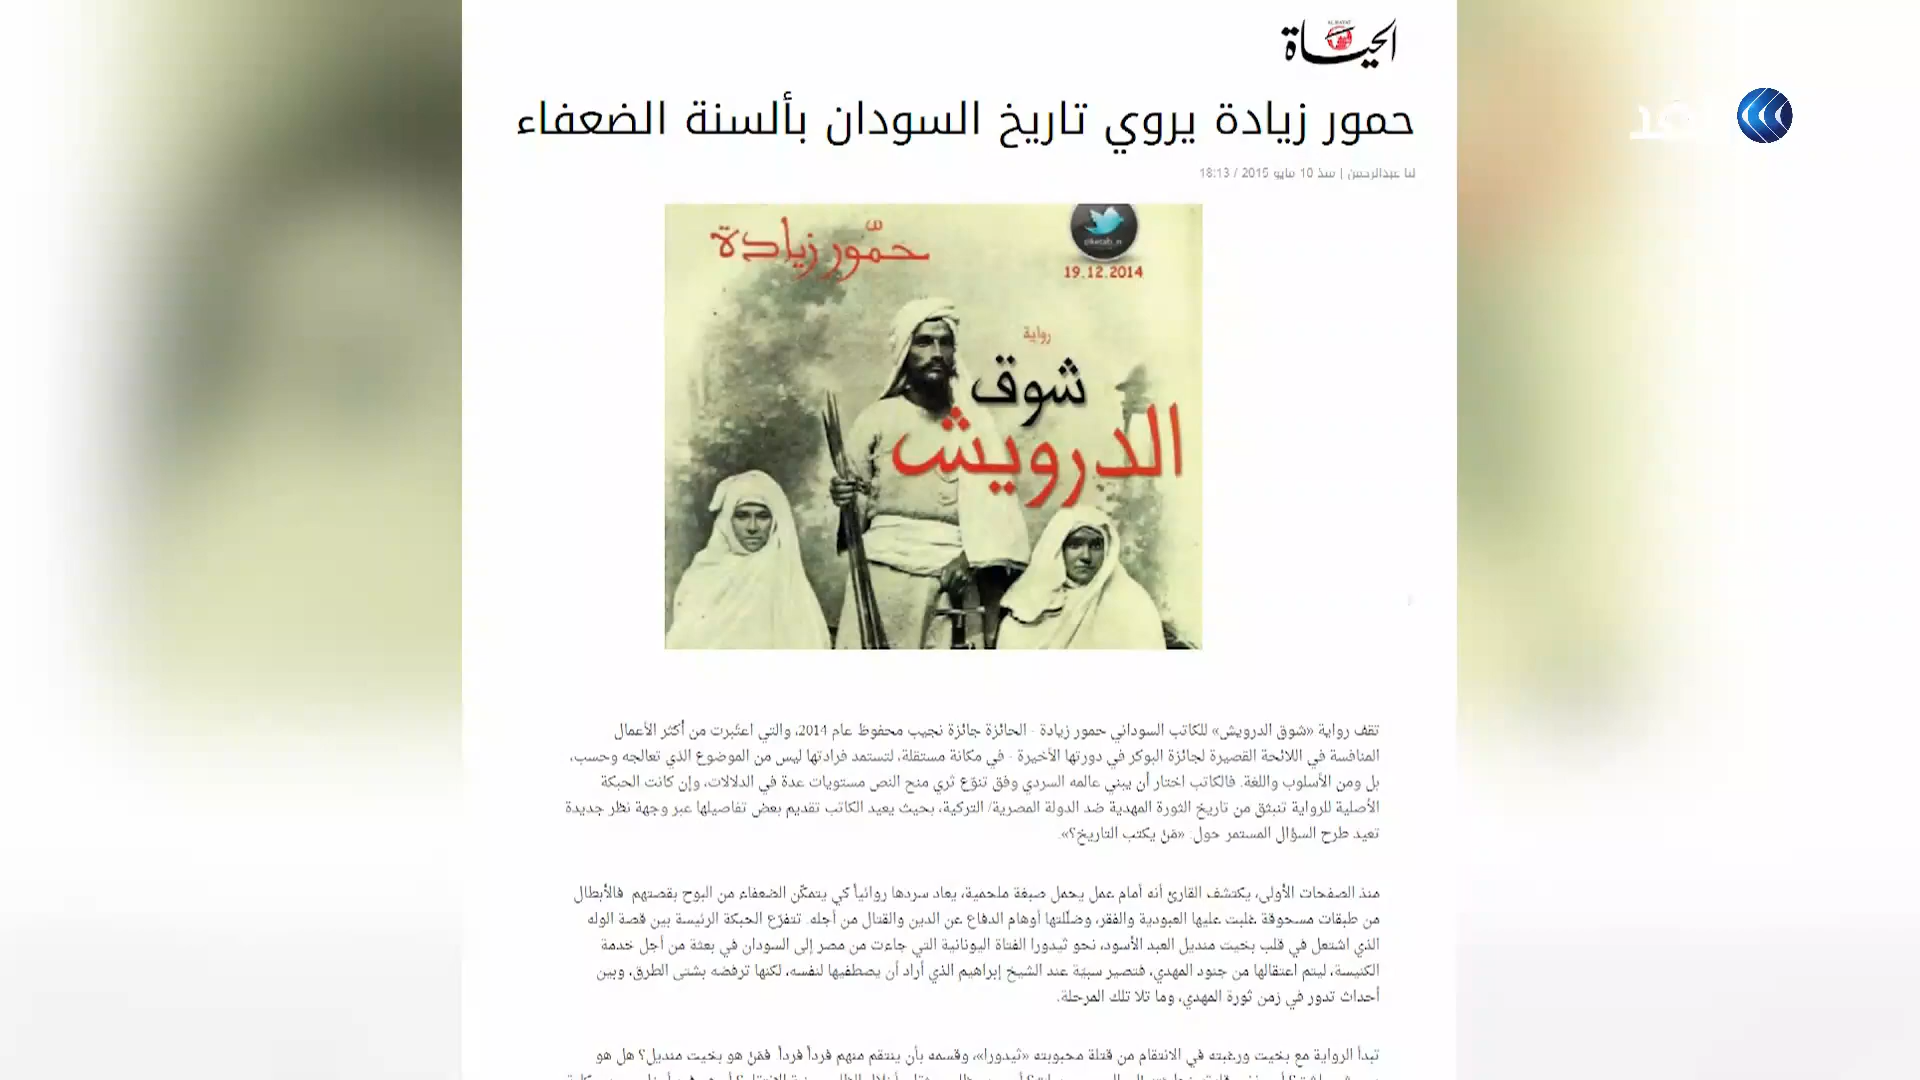 الحياة
AL HAYAT
حمور زيادة يروي تاريخ السودان بألسنة الضعفاء
لنا عبدالرحمن | منذ 10 مايو 2015 / 18:13
الغد
حمّور زيادة
19.12.2014
رواية
شوق
الدرويش
تقف رواية «شوق الدرويش» للكاتب السوداني حمور زيادة - الحائزة جائزة نجيب محفوظ عام 2014، والتي اعتُبرت من أكثر الأعمال
المنافسة في اللائحة القصيرة لجائزة البوكر في دورتها الأخيرة - في مكانة مستقلة، لتستمد فرادتها ليس من الموضوع الذي تعالجه وحسب،
بل ومن الأسلوب واللغة. فالكاتب اختار أن يبني عالمه السردي وفق تنوّع ثري منح النص مستويات عدة في الدلالات، وإن كانت الحبكة
الأصلية للرواية تنبثق من تاريخ الثورة المهدية ضد الدولة المصرية/ التركية، بحيث يعيد الكاتب تقديم بعض تفاصيلها عبر وجهة نظر جديدة
تعيد طرح السؤال المستمر حول: «مَنْ يكتب التاريخ؟».
منذ الصفحات الأولى، يكتشف القارئ أنه أمام عمل يحمل صبغة ملحمية، يعاد سردها روائياً كي يتمكّن الضعفاء من البوح بقصتهم فالأبطال
من طبقات مسحوقة غلبت عليها العبودية والفقر، وضلّلتها أوهام الدفاع عن الدين والقتال من أجله. تتفرّع الحبكة الرئيسة بين قصة الوله
الذي اشتعل في قلب بخيت منديل العبد الأسود، نحو ثيدورا الفتاة اليونانية التي جاءت من مصر إلى السودان في بعثة من أجل خدمة
الكنيسة، ليتم اعتقالها من جنود المهدي، فتصير سبيّة عند الشيخ إبراهيم الذي أراد أن يصطفيها لنفسه، لكنها ترفضه بشتى الطرق، وبين
أحداث تدور في زمن ثورة المهدي، وما تلا تلك المرحلة.
تبدأ الرواية مع بخيت ورغبته في الانتقام من قتلة محبوبته «ثيدورا»، وقسمه بأن ينتقم منهم فرداً فرداً. فمَنْ هو بخيت منديل؟ هل هو